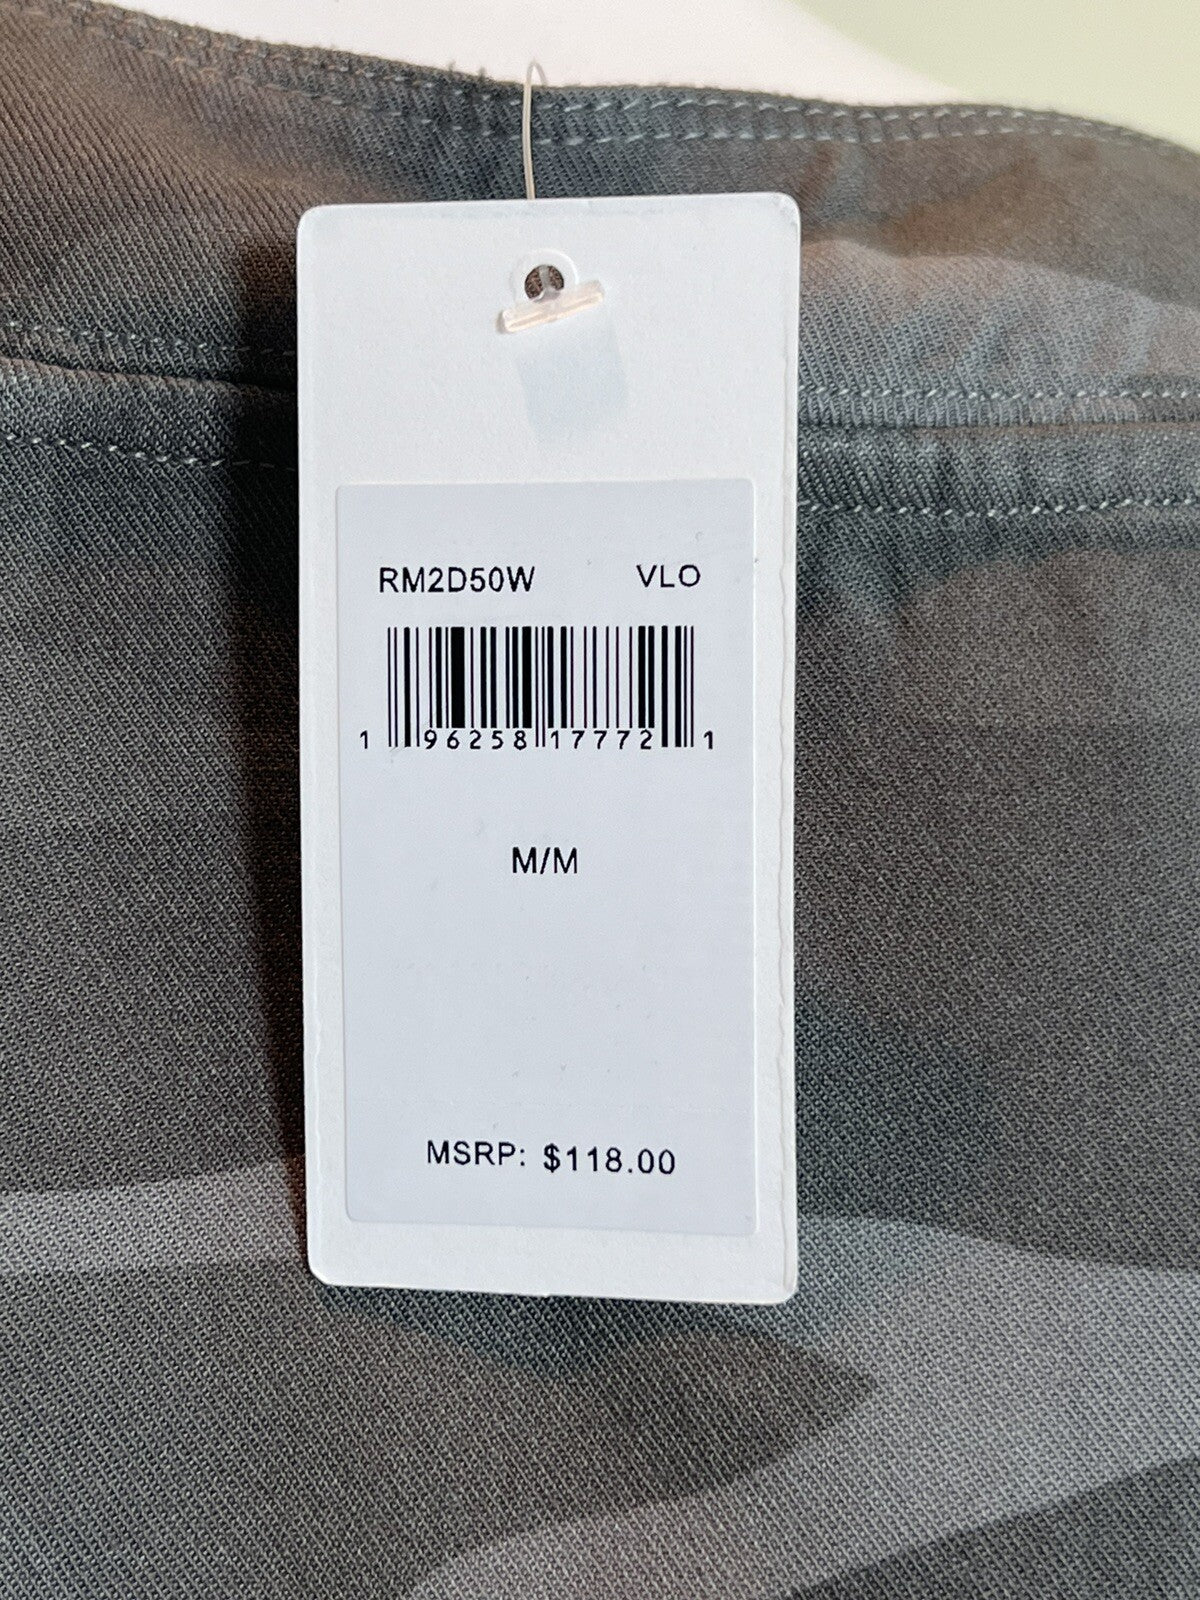 RM2D50W VLO
1 96258 17772 1
M/M
MSRP: $118.00